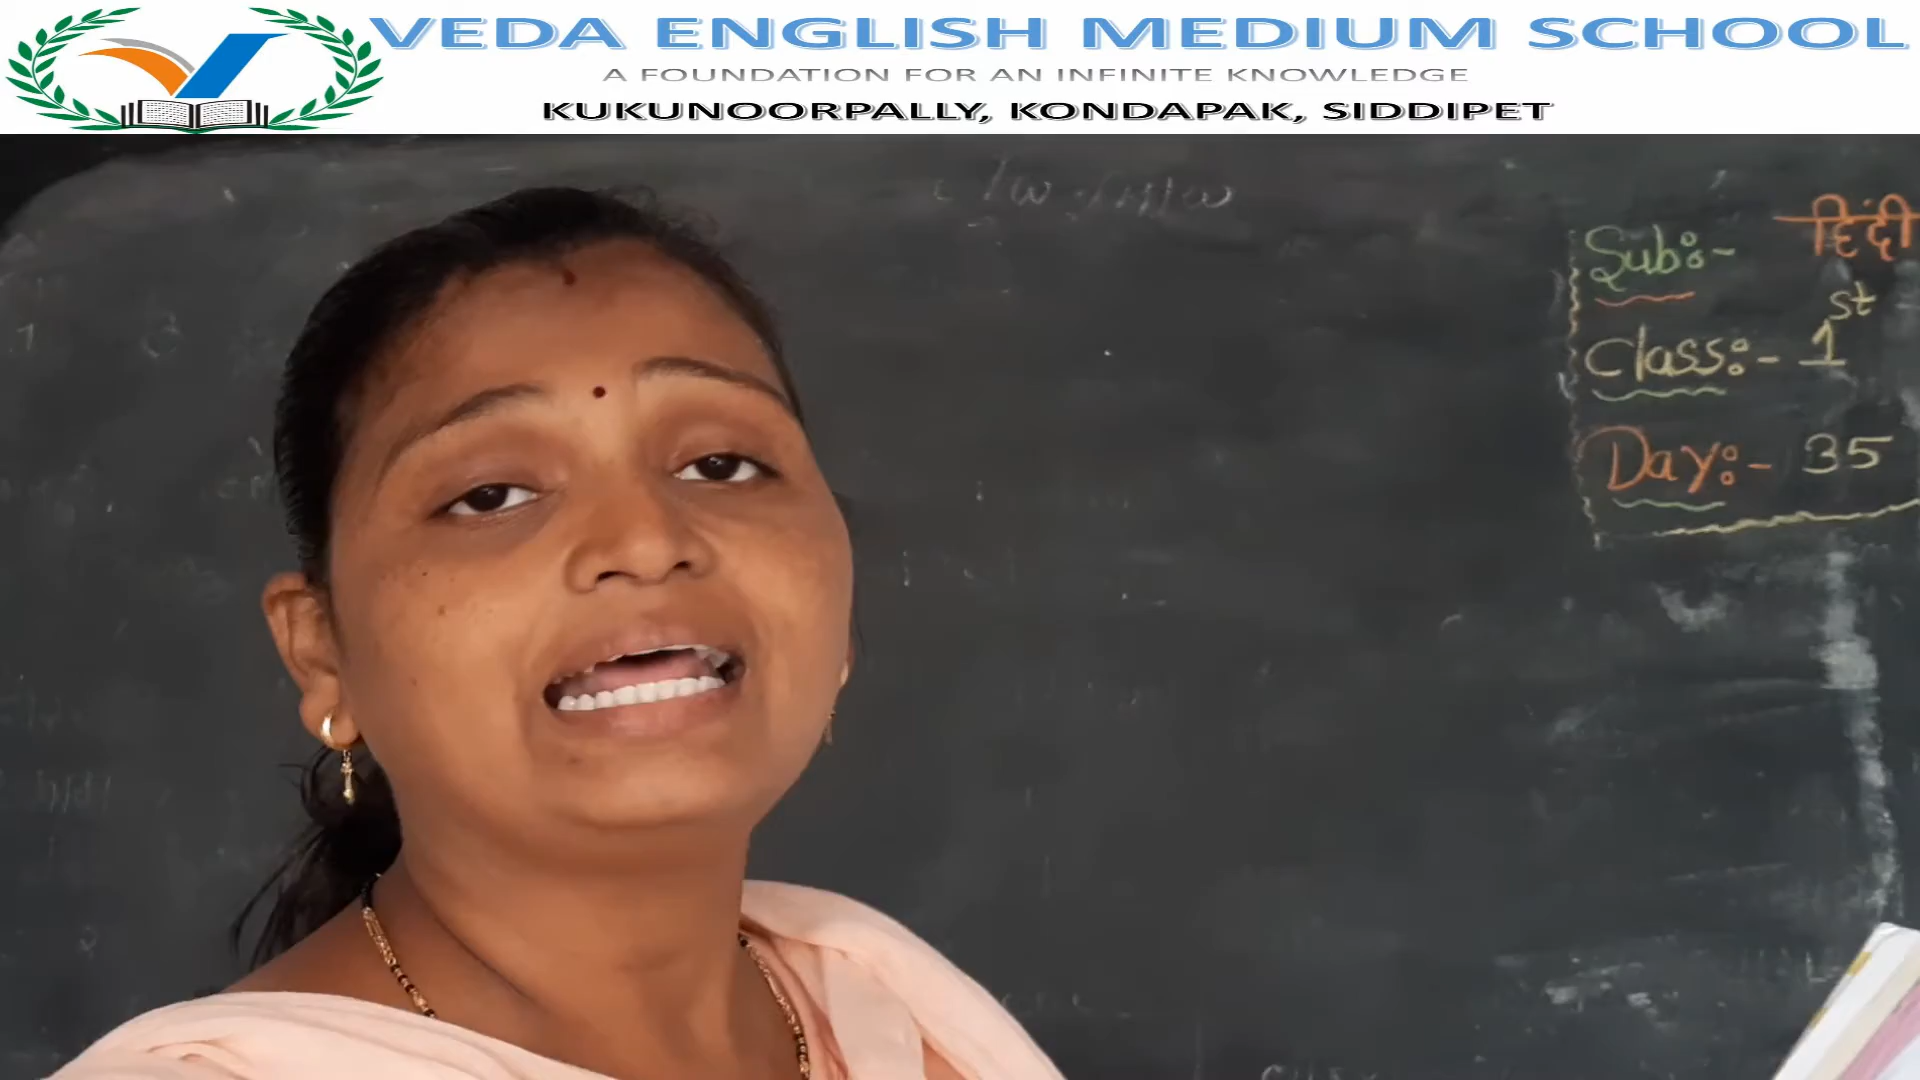 VEDA ENGLISH MEDIUM SCHOOL
A FOUNDATION FOR AN INFINITE KNOWLEDGE
KUKUNOORPALLY, KONDAPAK, SIDDIPET
Sub:- हिंदी
Class:- 1st
Day:- 35